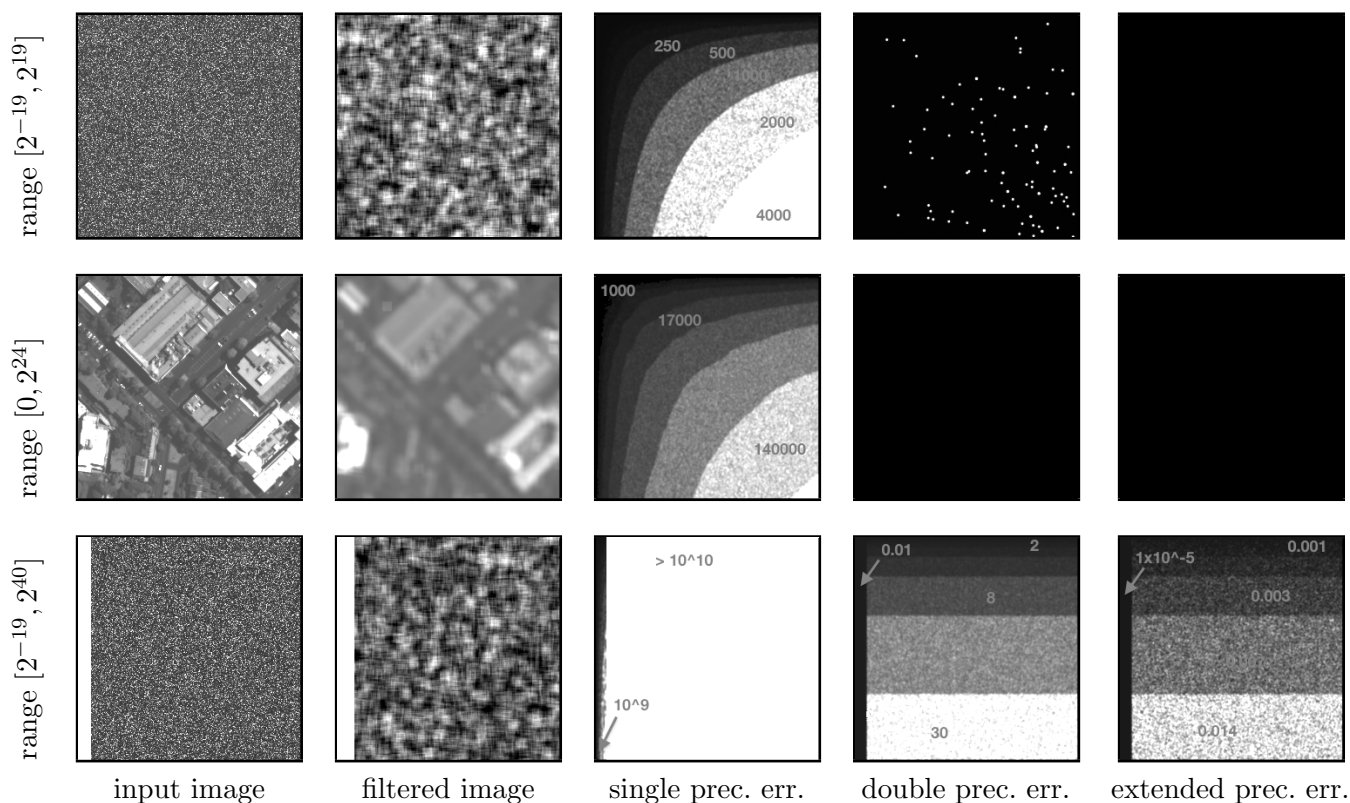 range [2^{-19}, 2^{19}]
250
500
1000
2000
4000
range [0, 2^{24}]
1000
17000
140000
range [2^{-19}, 2^{40}]
> 10^10
10^9
0.01
2
8
30
1x10^-5
0.001
0.003
0.014
input image
filtered image
single prec. err.
double prec. err.
extended prec. err.